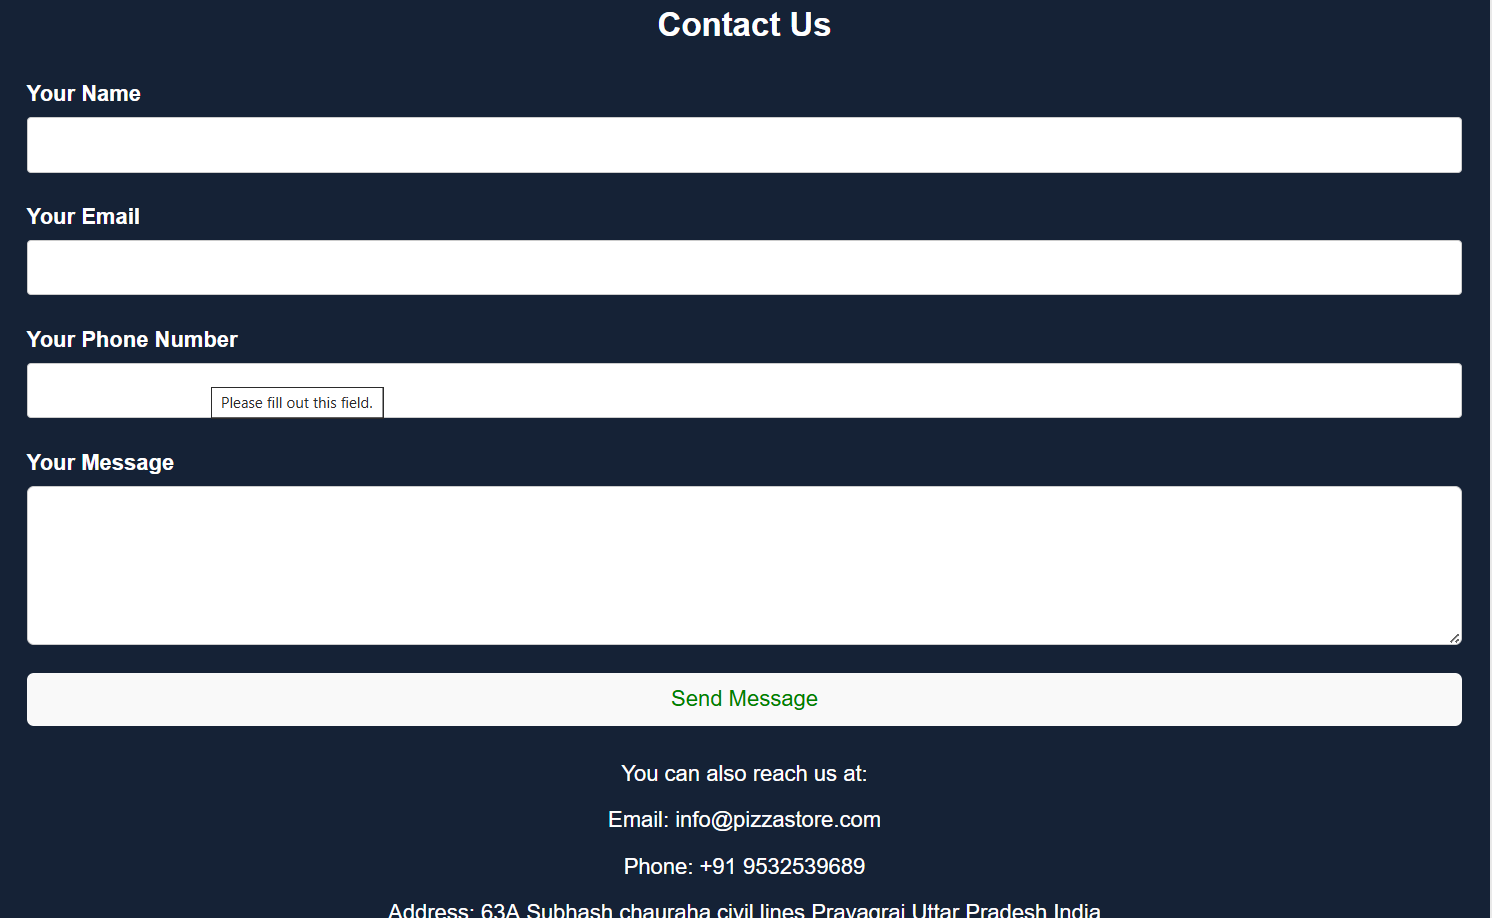 Contact Us
Your Name
Your Email
Your Phone Number
Please fill out this field.
Your Message
Send Message
You can also reach us at:
Email: info@pizzastore.com
Phone: +91 9532539689
Address: 63A Subhash chauraha civil lines Prayagraj Uttar Pradesh India